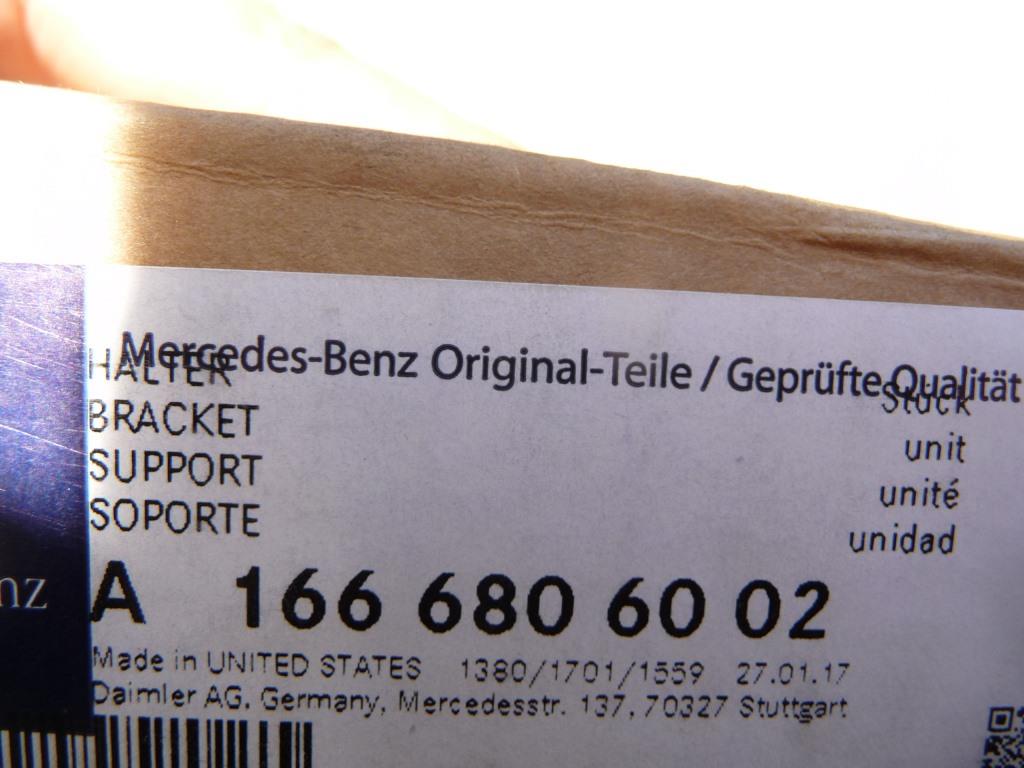 Mercedes-Benz Original-Teile / Geprüfte Qualität
HALTER Stück
BRACKET unit
SUPPORT unité
SOPORTE unidad
nz
A 166 680 60 02
Made in UNITED STATES 1380/1701/1559 27.01.17
Daimler AG, Germany, Mercedesstr. 137, 70327 Stuttgart